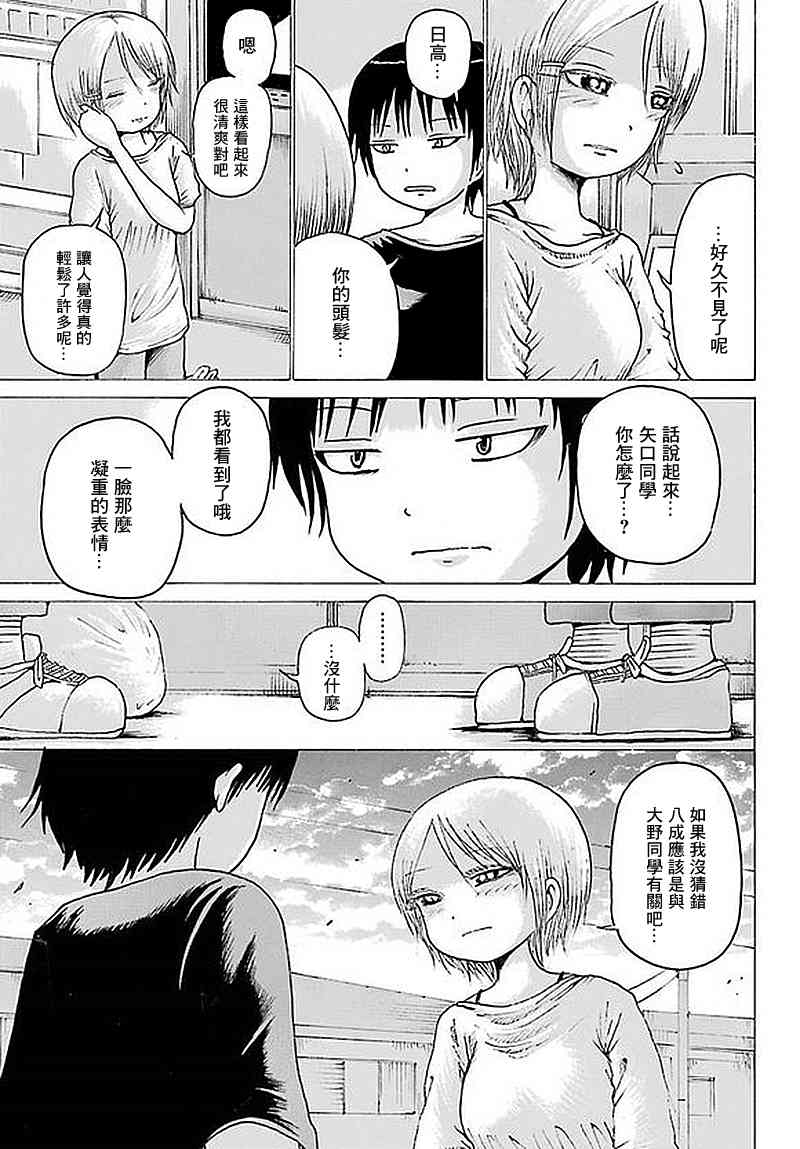 …好久不見了呢
日高…
你的頭髮…
嗯
這樣看起來
很清爽對吧
讓人覺得真的
輕鬆了許多呢…
話說起來…
矢口同學
你怎麼了…?
我都看到了哦
一臉那麼
凝重的表情…
………
…沒什麼
如果我沒猜錯
八成應該是與
大野同學有關吧…